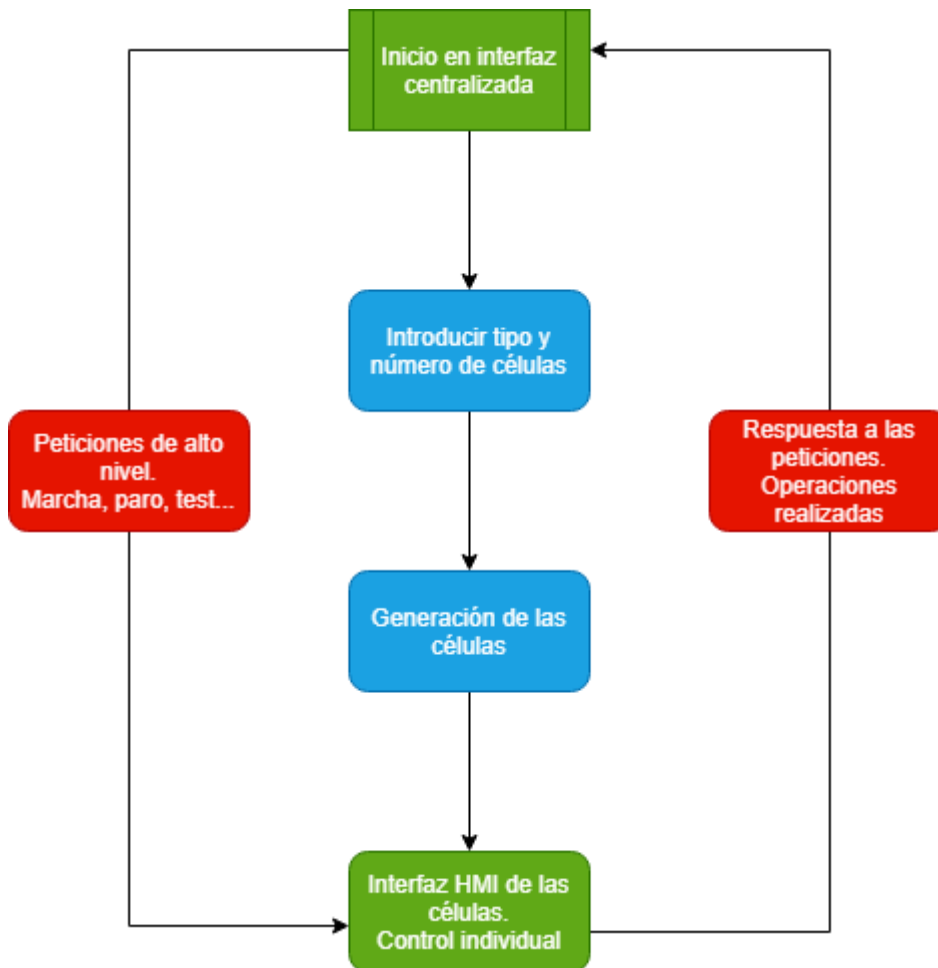 Inicio en interfaz
centralizada
Introducir tipo y
número de células
Peticiones de alto
nivel.
Marcha, paro, test...
Respuesta a las
peticiones.
Operaciones
realizadas
Generación de las
células
Interfaz HMI de las
células.
Control individual